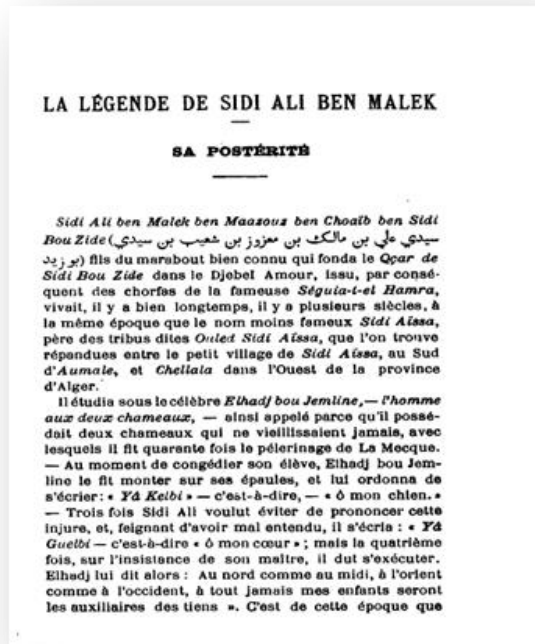 LA LÉGENDE DE SIDI ALI BEN MALEK
SA POSTÉRITÉ
Sidi Ali ben Malek ben Maazouz ben Choaïb ben Sidi
Bou Zide (سيدي علي بن مالك بن معزوز بن شعيب بن سيدي
بو زيد) fils du marabout bien connu qui fonda le Qçar de
Sidi Bou Zide dans le Djebel Amour, issu, par consé-
quent des chorfas de la fameuse Séguia-t-el Hamra,
vivait, il y a bien longtemps, il y a plusieurs siècles, à
la même époque que le nom moins fameux Sidi Aïssa,
père des tribus dites Ouled Sidi Aïssa, que l'on trouve
répandues entre le petit village de Sidi Aïssa, au Sud
d'Aumale, et Chellala dans l'Ouest de la province
d'Alger.
Il étudia sous le célèbre Elhadj bou Jemline, — l'homme
aux deux chameaux, — ainsi appelé parce qu'il possé-
dait deux chameaux qui ne vieillissaient jamais, avec
lesquels il fit quarante fois le pélerinage de La Mecque.
— Au moment de congédier son élève, Elhadj bou Jem-
line le fit monter sur ses épaules, et lui ordonna de
s'écrier : « Yâ Kelbi » — c'est-à-dire, — « ô mon chien. »
— Trois fois Sidi Ali voulut éviter de prononcer cette
injure, et, feignant d'avoir mal entendu, il s'écria : « Yâ
Guelbi — c'est-à-dire « ô mon cœur » ; mais la quatrième
fois, sur l'insistance de son maître, il dut s'exécuter.
Elhadj lui dit alors : Au nord comme au midi, à l'orient
comme à l'occident, à tout jamais mes enfants seront
les auxiliaires des tiens ». C'est de cette époque que